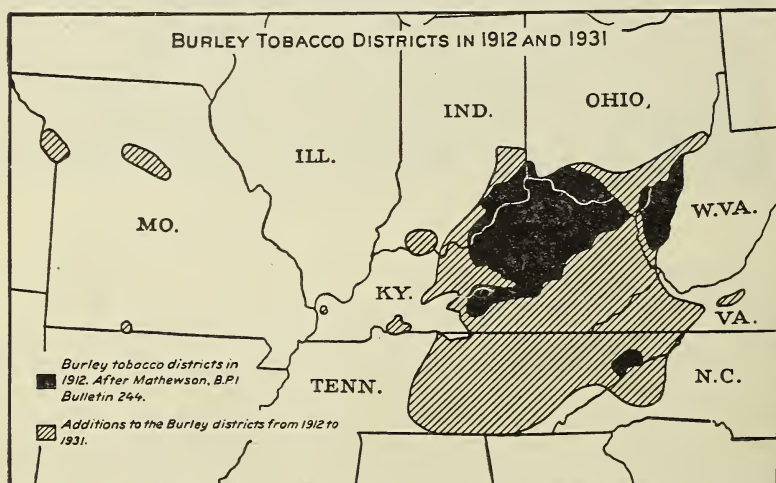 BURLEY TOBACCO DISTRICTS IN 1912 AND 1931
OHIO,
IND.
ILL.
W.VA.
MO.
KY.
VA.
Burley tobacco districts in
1912. After Mathewson, B.P.I
Bulletin 244.
TENN.
N.C.
Additions to the Burley districts from 1912 to
1931.